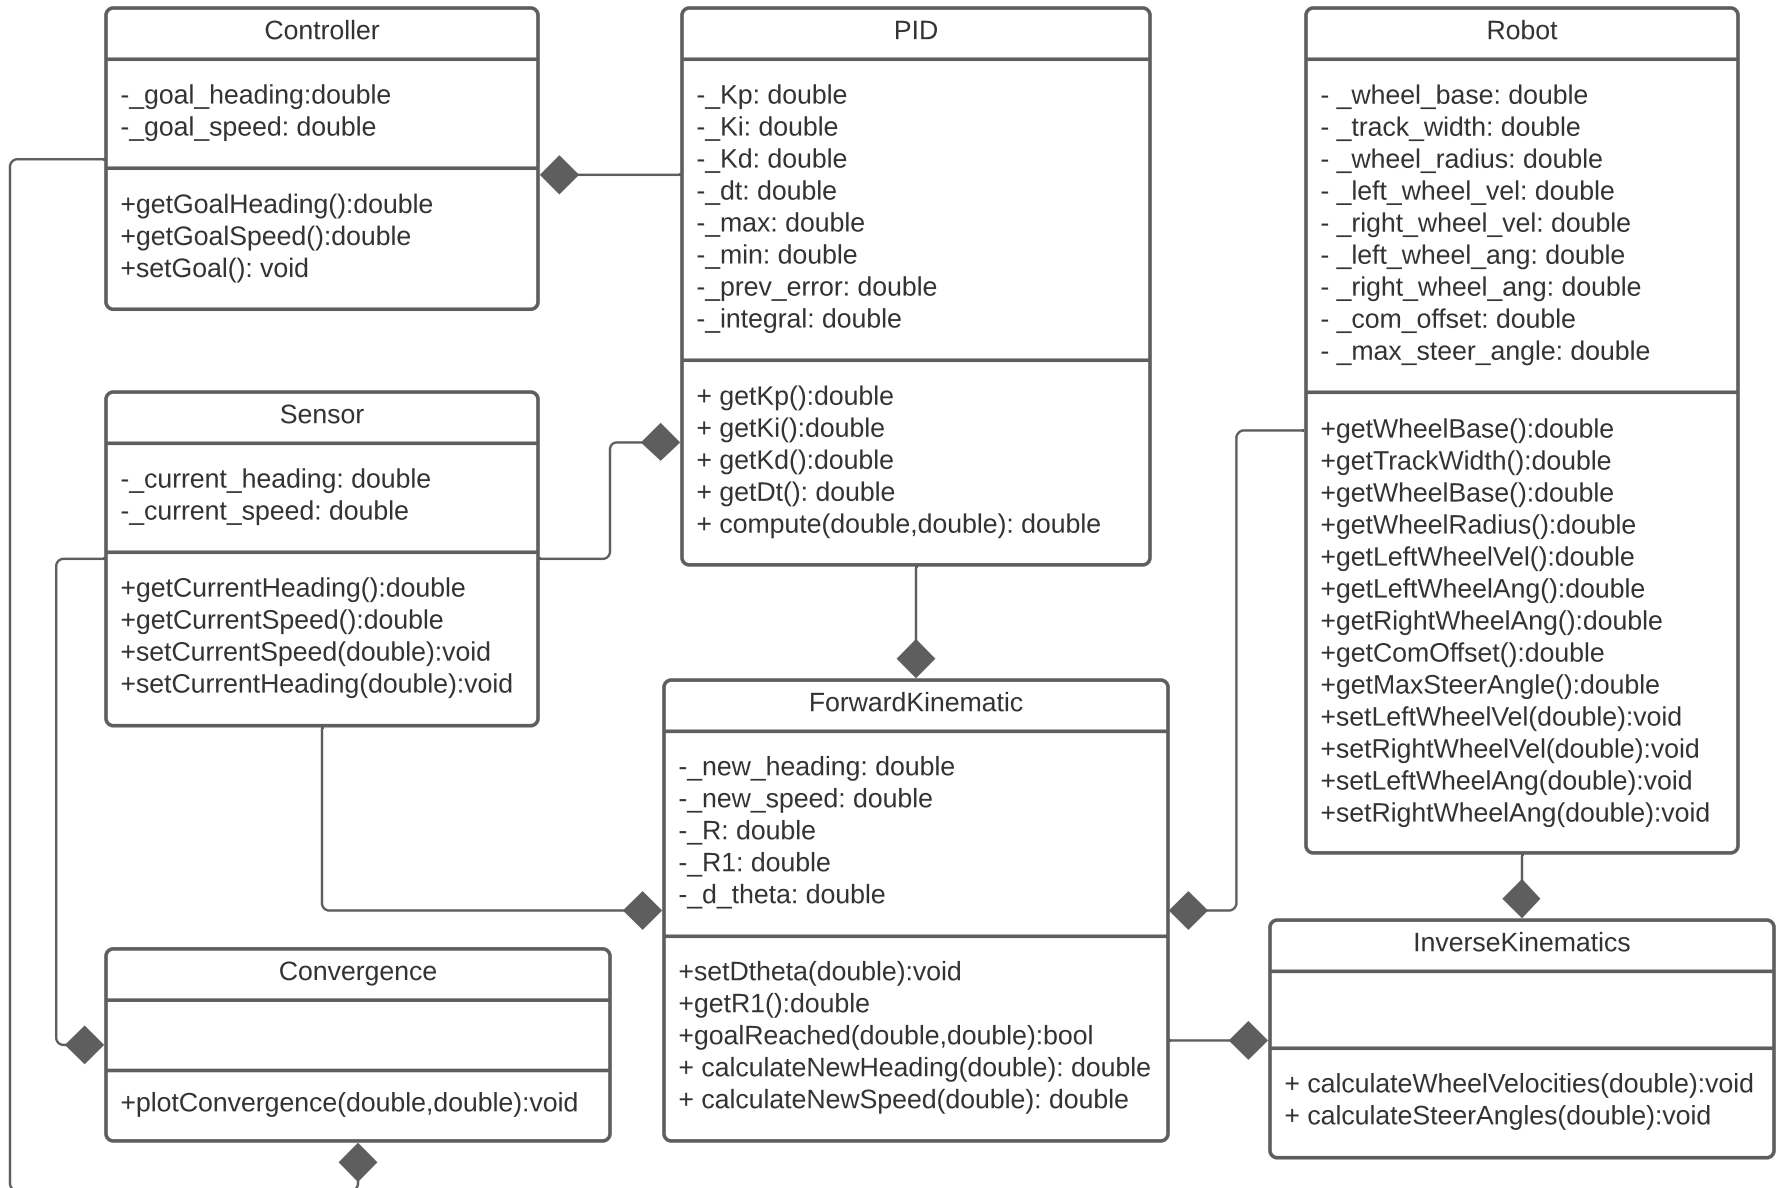 Controller
-_goal_heading:double
-_goal_speed: double
+getGoalHeading():double
+getGoalSpeed():double
+setGoal(): void
PID
-_Kp: double
-_Ki: double
-_Kd: double
-_dt: double
-_max: double
-_min: double
-_prev_error: double
-_integral: double
+ getKp():double
+ getKi():double
+ getKd():double
+ getDt(): double
+ compute(double,double): double
Robot
- _wheel_base: double
- _track_width: double
- _wheel_radius: double
- _left_wheel_vel: double
- _right_wheel_vel: double
- _left_wheel_ang: double
- _right_wheel_ang: double
- _com_offset: double
- _max_steer_angle: double
+getWheelBase():double
+getTrackWidth():double
+getWheelBase():double
+getWheelRadius():double
+getLeftWheelVel():double
+getLeftWheelAng():double
+getRightWheelAng():double
+getComOffset():double
+getMaxSteerAngle():double
+setLeftWheelVel(double):void
+setRightWheelVel(double):void
+setLeftWheelAng(double):void
+setRightWheelAng(double):void
Sensor
-_current_heading: double
-_current_speed: double
+getCurrentHeading():double
+getCurrentSpeed():double
+setCurrentSpeed(double):void
+setCurrentHeading(double):void
ForwardKinematic
-_new_heading: double
-_new_speed: double
-_R: double
-_R1: double
-_d_theta: double
+setDtheta(double):void
+getR1():double
+goalReached(double,double):bool
+ calculateNewHeading(double): double
+ calculateNewSpeed(double): double
Convergence
+plotConvergence(double,double):void
InverseKinematics
+ calculateWheelVelocities(double):void
+ calculateSteerAngles(double):void